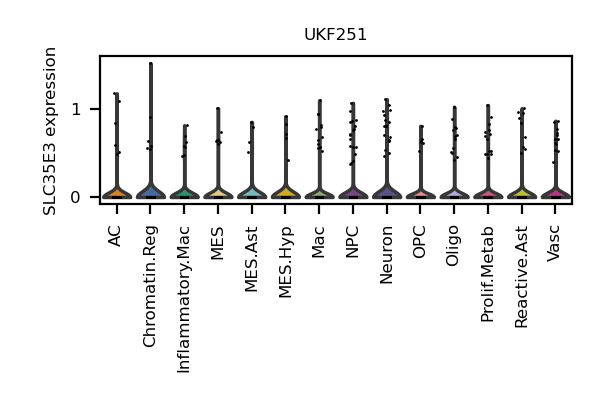 UKF251
SLC35E3 expression
1
0
AC
Chromatin.Reg
Inflammatory.Mac
MES
MES.Ast
MES.Hyp
Mac
NPC
Neuron
OPC
Oligo
Prolif.Metab
Reactive.Ast
Vasc